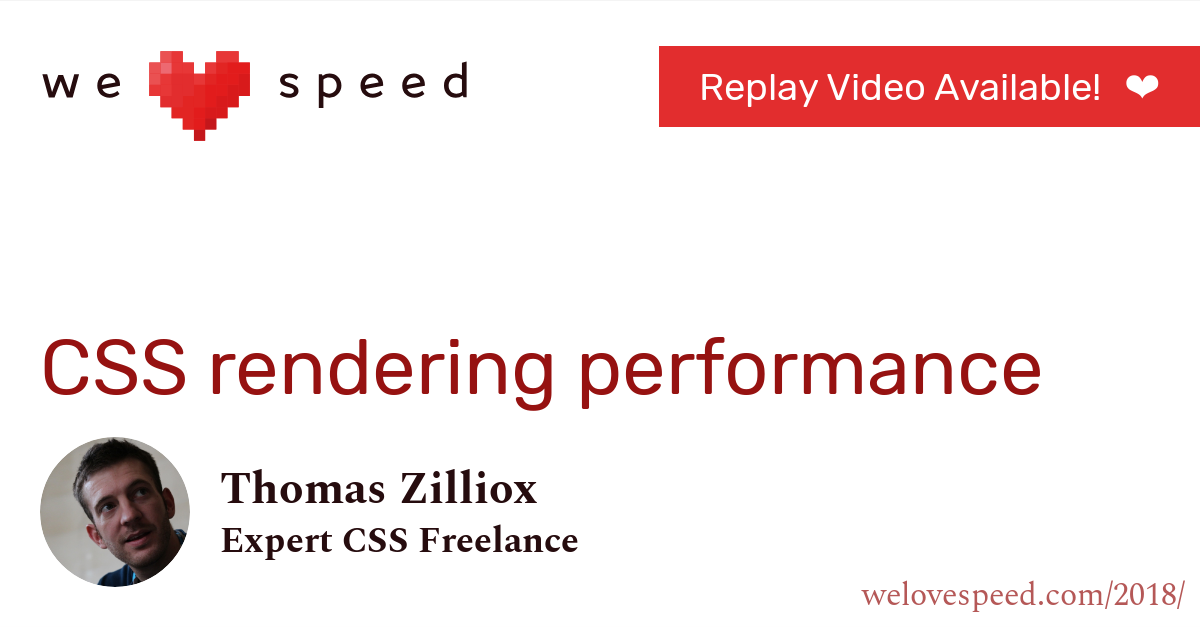 we ❤ speed
Replay Video Available! ❤
CSS rendering performance
Thomas Zilliox
Expert CSS Freelance
welovespeed.com/2018/